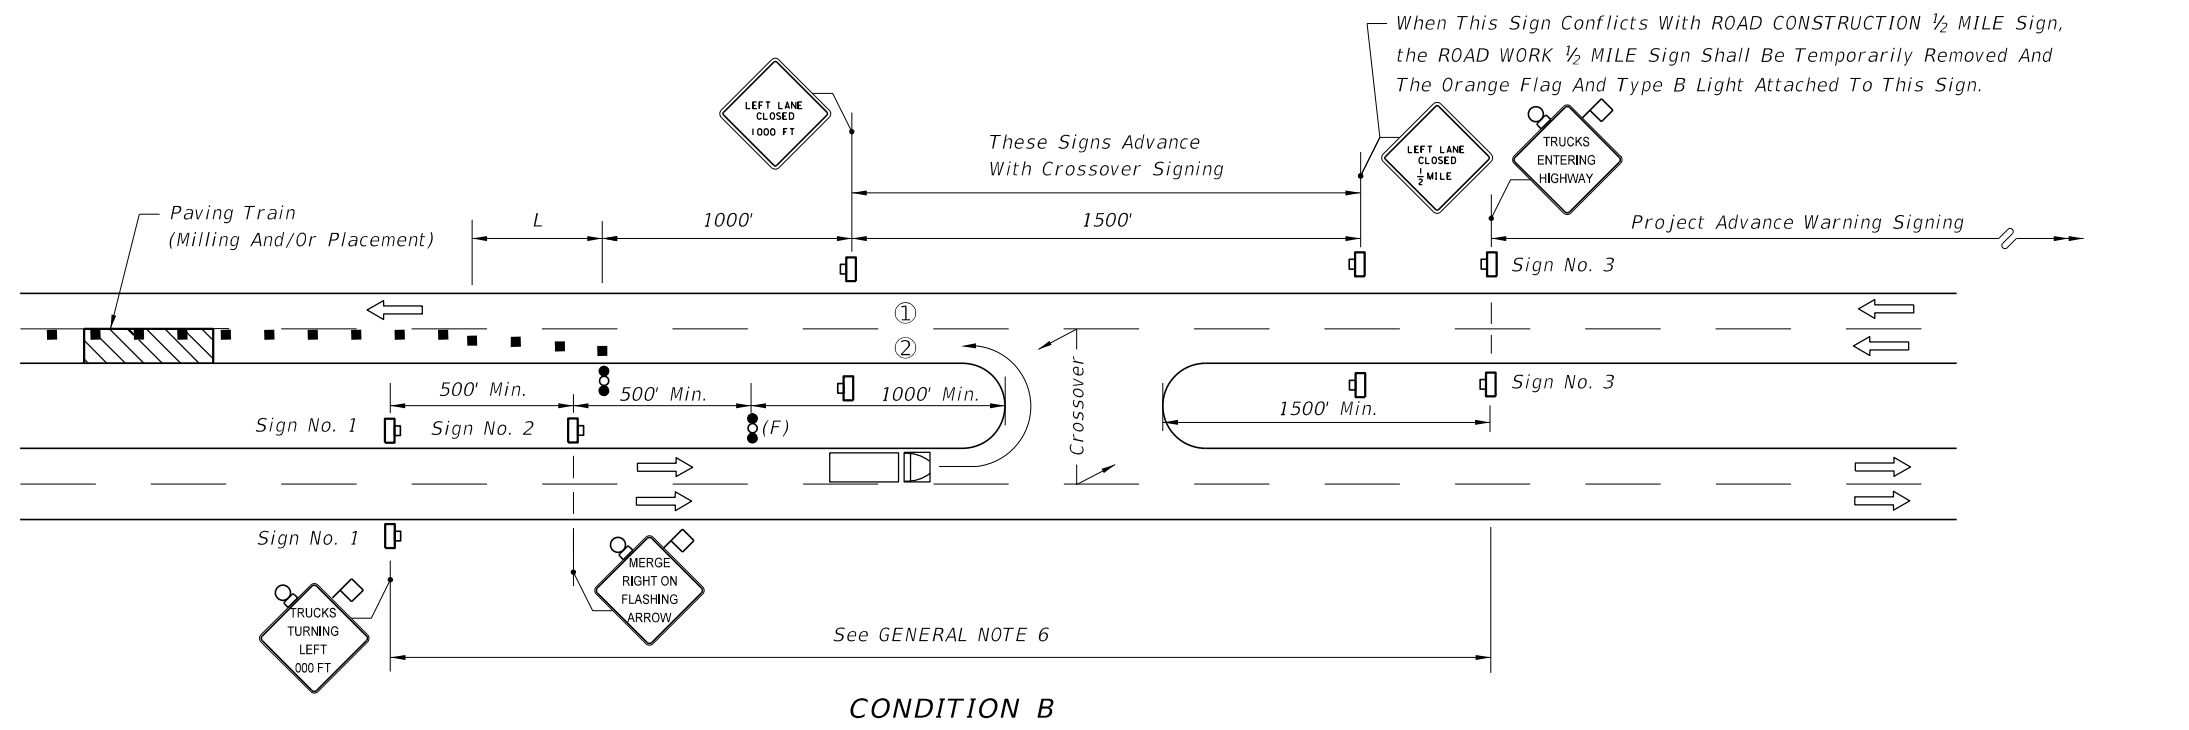 When This Sign Conflicts With ROAD CONSTRUCTION ½ MILE Sign,
the ROAD WORK ½ MILE Sign Shall Be Temporarily Removed And
The Orange Flag And Type B Light Attached To This Sign.
LEFT LANE
CLOSED
1000 FT
These Signs Advance
With Crossover Signing
LEFT LANE
CLOSED
½ MILE
TRUCKS
ENTERING
HIGHWAY
Paving Train
(Milling And/Or Placement)
L
1000'
1500'
Project Advance Warning Signing
Sign No. 3
①
②
Crossover
500' Min.
500' Min.
1000' Min.
Sign No. 3
1500' Min.
Sign No. 1
Sign No. 2
(F)
Sign No. 1
MERGE
RIGHT ON
FLASHING
ARROW
TRUCKS
TURNING
LEFT
000 FT
See GENERAL NOTE 6
CONDITION B